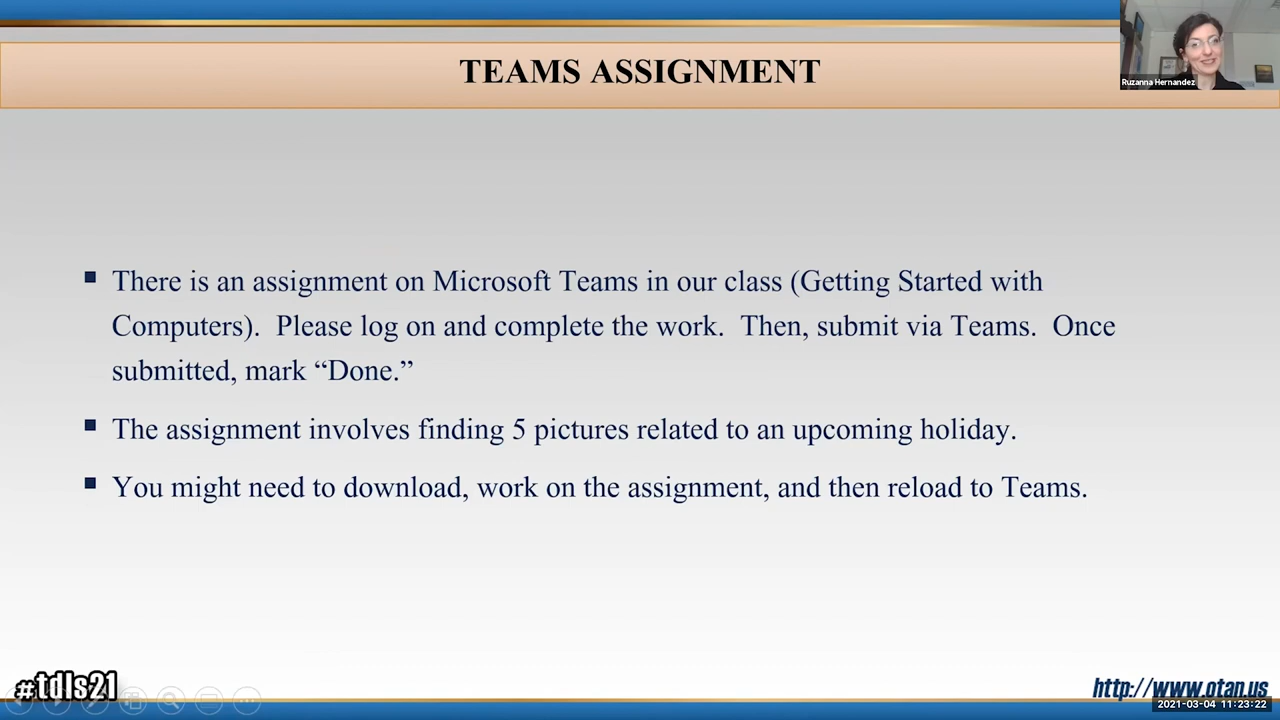 TEAMS ASSIGNMENT
Ruzanna Hernandez
There is an assignment on Microsoft Teams in our class (Getting Started with
Computers).  Please log on and complete the work.  Then, submit via Teams.  Once
submitted, mark “Done.”
The assignment involves finding 5 pictures related to an upcoming holiday.
You might need to download, work on the assignment, and then reload to Teams.
#tdls21
http://www.otan.us
2021-03-04 11:23:22